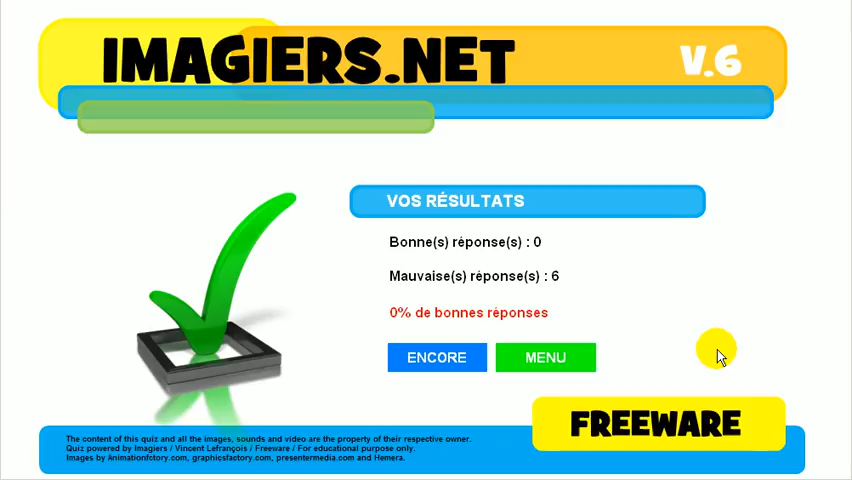 IMAGIERS.NET
V.6
VOS RÉSULTATS
Bonne(s) réponse(s) : 0
Mauvaise(s) réponse(s) : 6
0% de bonnes réponses
ENCORE
MENU
FREEWARE
The content of this quiz and all the images, sounds and video are the property of their respective owner.
Quiz powered by Imagiers / Vincent Lefrançois / Freeware / For educational purpose only.
Images by Animationfctory.com, graphicsfactory.com, presentermedia.com and Hemera.